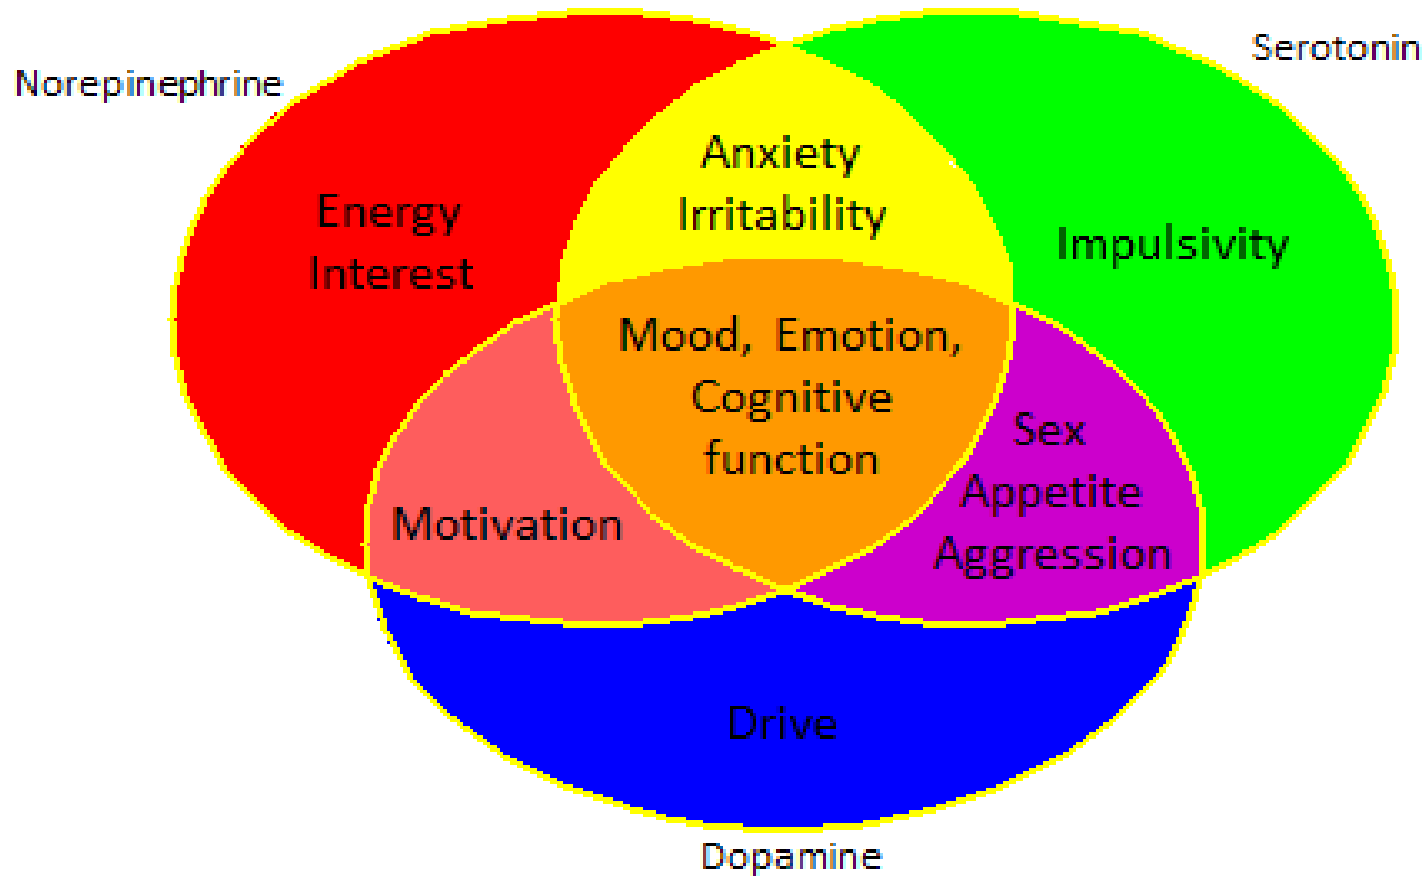 Serotonin
Norepinephrine
Anxiety
Irritability
Energy
Interest
Impulsivity
Mood, Emotion,
Cognitive
function
Sex
Appetite
Aggression
Motivation
Drive
Dopamine